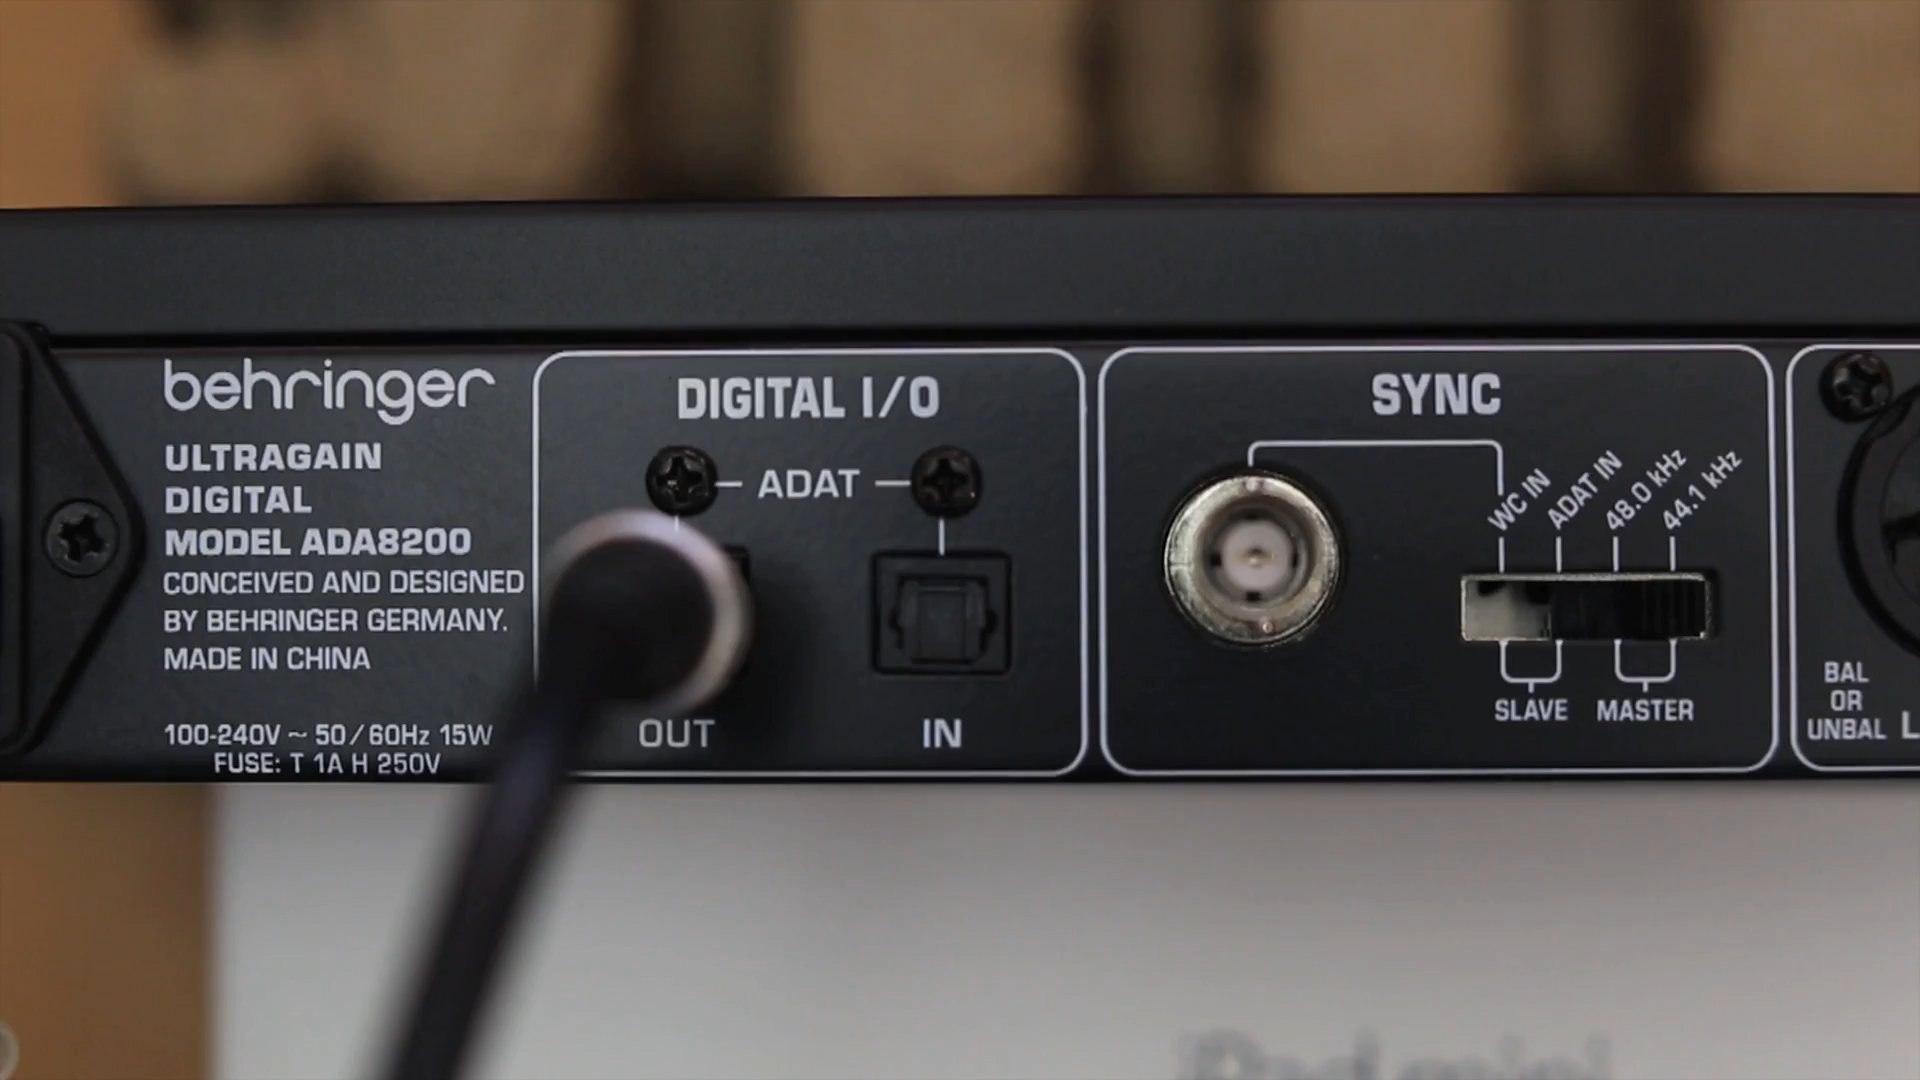 behringer
ULTRAGAIN
DIGITAL
MODEL ADA8200
CONCEIVED AND DESIGNED
BY BEHRINGER GERMANY.
MADE IN CHINA
100-240V ~ 50/60Hz 15W
FUSE: T 1A H 250V
DIGITAL I/O
ADAT
OUT
IN
SYNC
WC IN
ADAT IN
48.0 kHz
44.1 kHz
SLAVE
MASTER
BAL
OR
UNBAL L
iPad mini